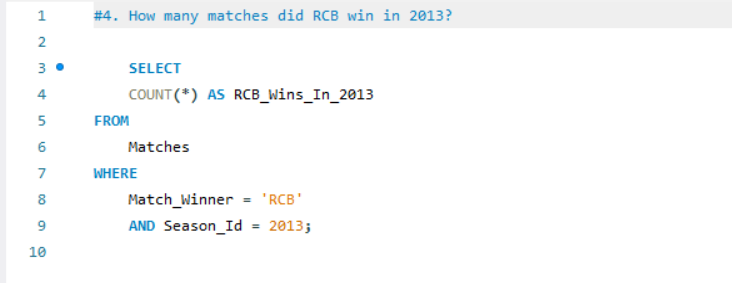 1 #4. How many matches did RCB win in 2013?
2
3 SELECT
4 COUNT(*) AS RCB_Wins_In_2013
5 FROM
6 Matches
7 WHERE
8 Match_Winner = 'RCB'
9 AND Season_Id = 2013;
10